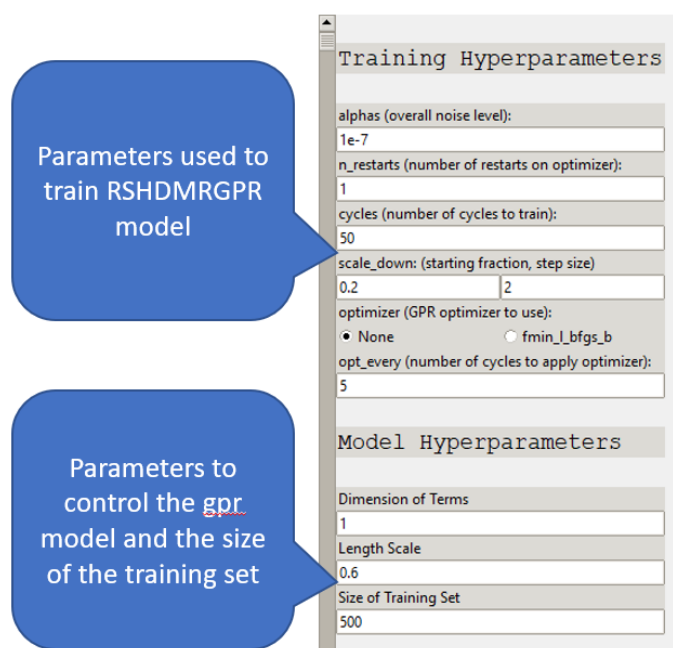 Parameters used to
train RSHDMRGPR
model
Parameters to
control the gpr
model and the size
of the training set
Training Hyperparameters
alphas (overall noise level):
1e-7
n_restarts (number of restarts on optimizer):
1
cycles (number of cycles to train):
50
scale_down: (starting fraction, step size)
0.2 2
optimizer (GPR optimizer to use):
None fmin_l_bfgs_b
opt_every (number of cycles to apply optimizer):
5
Model Hyperparameters
Dimension of Terms
1
Length Scale
0.6
Size of Training Set
500